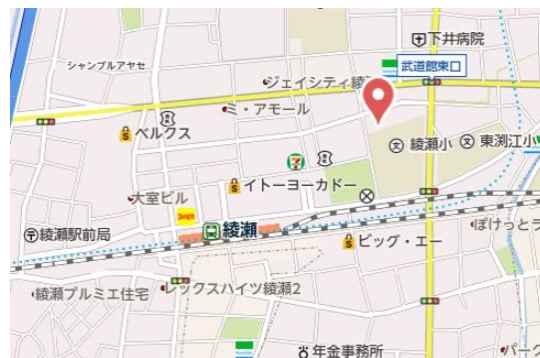 下井病院
シャンブルアヤセ
武道館東口
ジェイシティ綾
ミ・アモール
ベルクス
文 綾瀬小
文 東渕江小
イトーヨーカドー
大室ビル
綾瀬駅前局
綾瀬
ビッグ・エー
ぽけっとラ
綾瀬プルミエ住宅
レックスハイツ綾瀬2
年金事務所
パーク